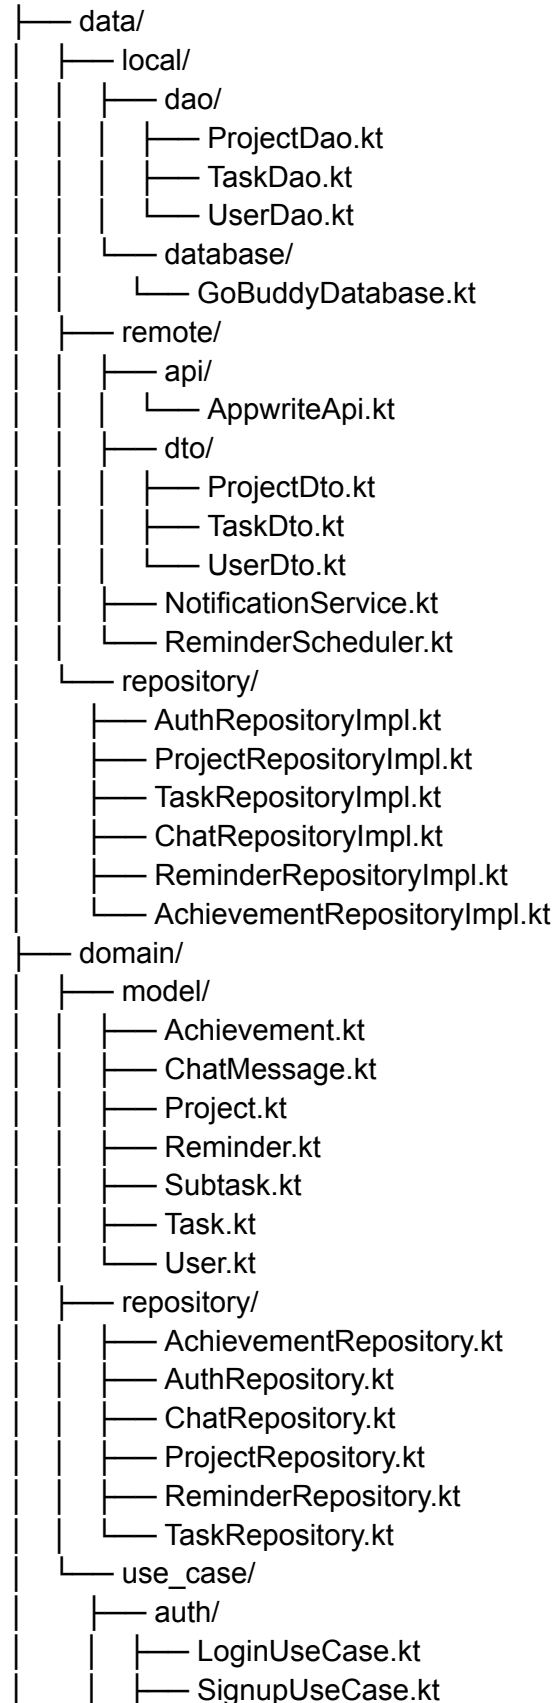 ├── data/
│   ├── local/
│   │   ├── dao/
│   │   │   ├── ProjectDao.kt
│   │   │   ├── TaskDao.kt
│   │   │   └── UserDao.kt
│   │   └── database/
│   │       └── GoBuddyDatabase.kt
│   ├── remote/
│   │   ├── api/
│   │   │   └── AppwriteApi.kt
│   │   ├── dto/
│   │   │   ├── ProjectDto.kt
│   │   │   ├── TaskDto.kt
│   │   │   └── UserDto.kt
│   │   ├── NotificationService.kt
│   │   └── ReminderScheduler.kt
│   └── repository/
│       ├── AuthRepositoryImpl.kt
│       ├── ProjectRepositoryImpl.kt
│       ├── TaskRepositoryImpl.kt
│       ├── ChatRepositoryImpl.kt
│       ├── ReminderRepositoryImpl.kt
│       └── AchievementRepositoryImpl.kt
├── domain/
│   ├── model/
│   │   ├── Achievement.kt
│   │   ├── ChatMessage.kt
│   │   ├── Project.kt
│   │   ├── Reminder.kt
│   │   ├── Subtask.kt
│   │   ├── Task.kt
│   │   └── User.kt
│   ├── repository/
│   │   ├── AchievementRepository.kt
│   │   ├── AuthRepository.kt
│   │   ├── ChatRepository.kt
│   │   ├── ProjectRepository.kt
│   │   ├── ReminderRepository.kt
│   │   └── TaskRepository.kt
│   └── use_case/
│       ├── auth/
│       │   ├── LoginUseCase.kt
│       │   ├── SignupUseCase.kt